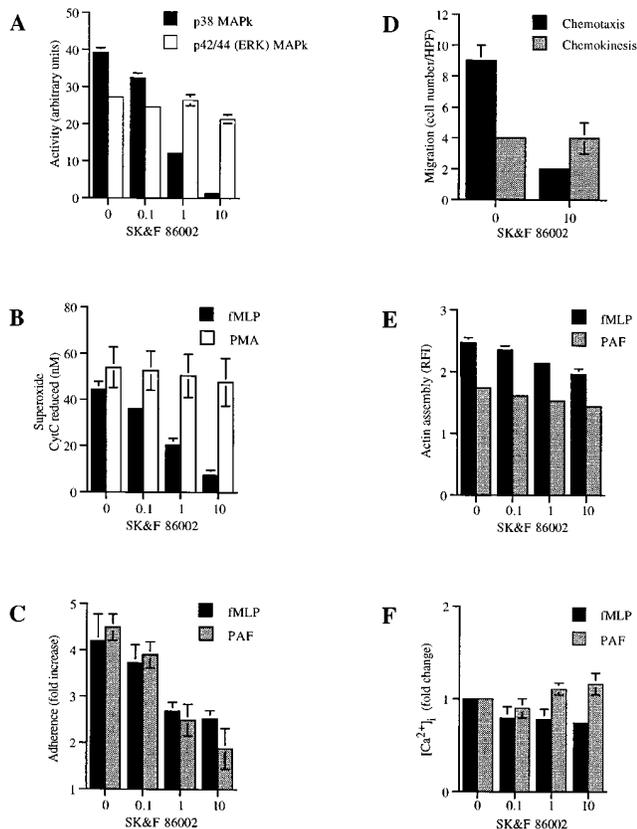 A
p38 MAPk
p42/44 (ERK) MAPk
Activity (arbitrary units)
50
40
30
20
10
0
0 0.1 1 10
SK&F 86002
D
Chemotaxis
Chemokinesis
Migration (cell number/HPF)
12
10
8
6
4
2
0
0 10
SK&F 86002
B
fMLP
PMA
Superoxide
CytC reduced (nM)
80
60
40
20
0
0 0.1 1 10
SK&F 86002
E
fMLP
PAF
Actin assembly (RFI)
3
2
1
0
0 0.1 1 10
SK&F 86002
C
fMLP
PAF
Adherence (fold increase)
5
4
3
2
1
0 0.1 1 10
SK&F 86002
F
fMLP
PAF
[Ca2+]i (fold change)
2
1
0
0 0.1 1 10
SK&F 86002